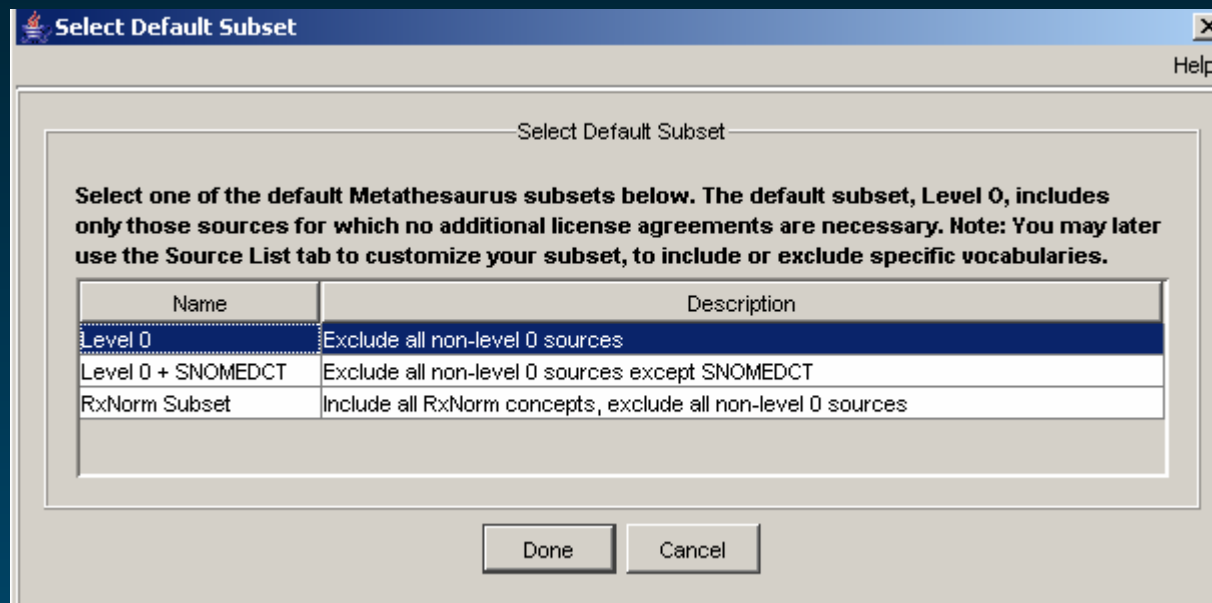 Select Default Subset
Help
Select Default Subset
Select one of the default Metathesaurus subsets below. The default subset, Level 0, includes
only those sources for which no additional license agreements are necessary. Note: You may later
use the Source List tab to customize your subset, to include or exclude specific vocabularies.
Name Description
Level 0 Exclude all non-level 0 sources
Level 0 + SNOMEDCT Exclude all non-level 0 sources except SNOMEDCT
RxNorm Subset Include all RxNorm concepts, exclude all non-level 0 sources
Done Cancel